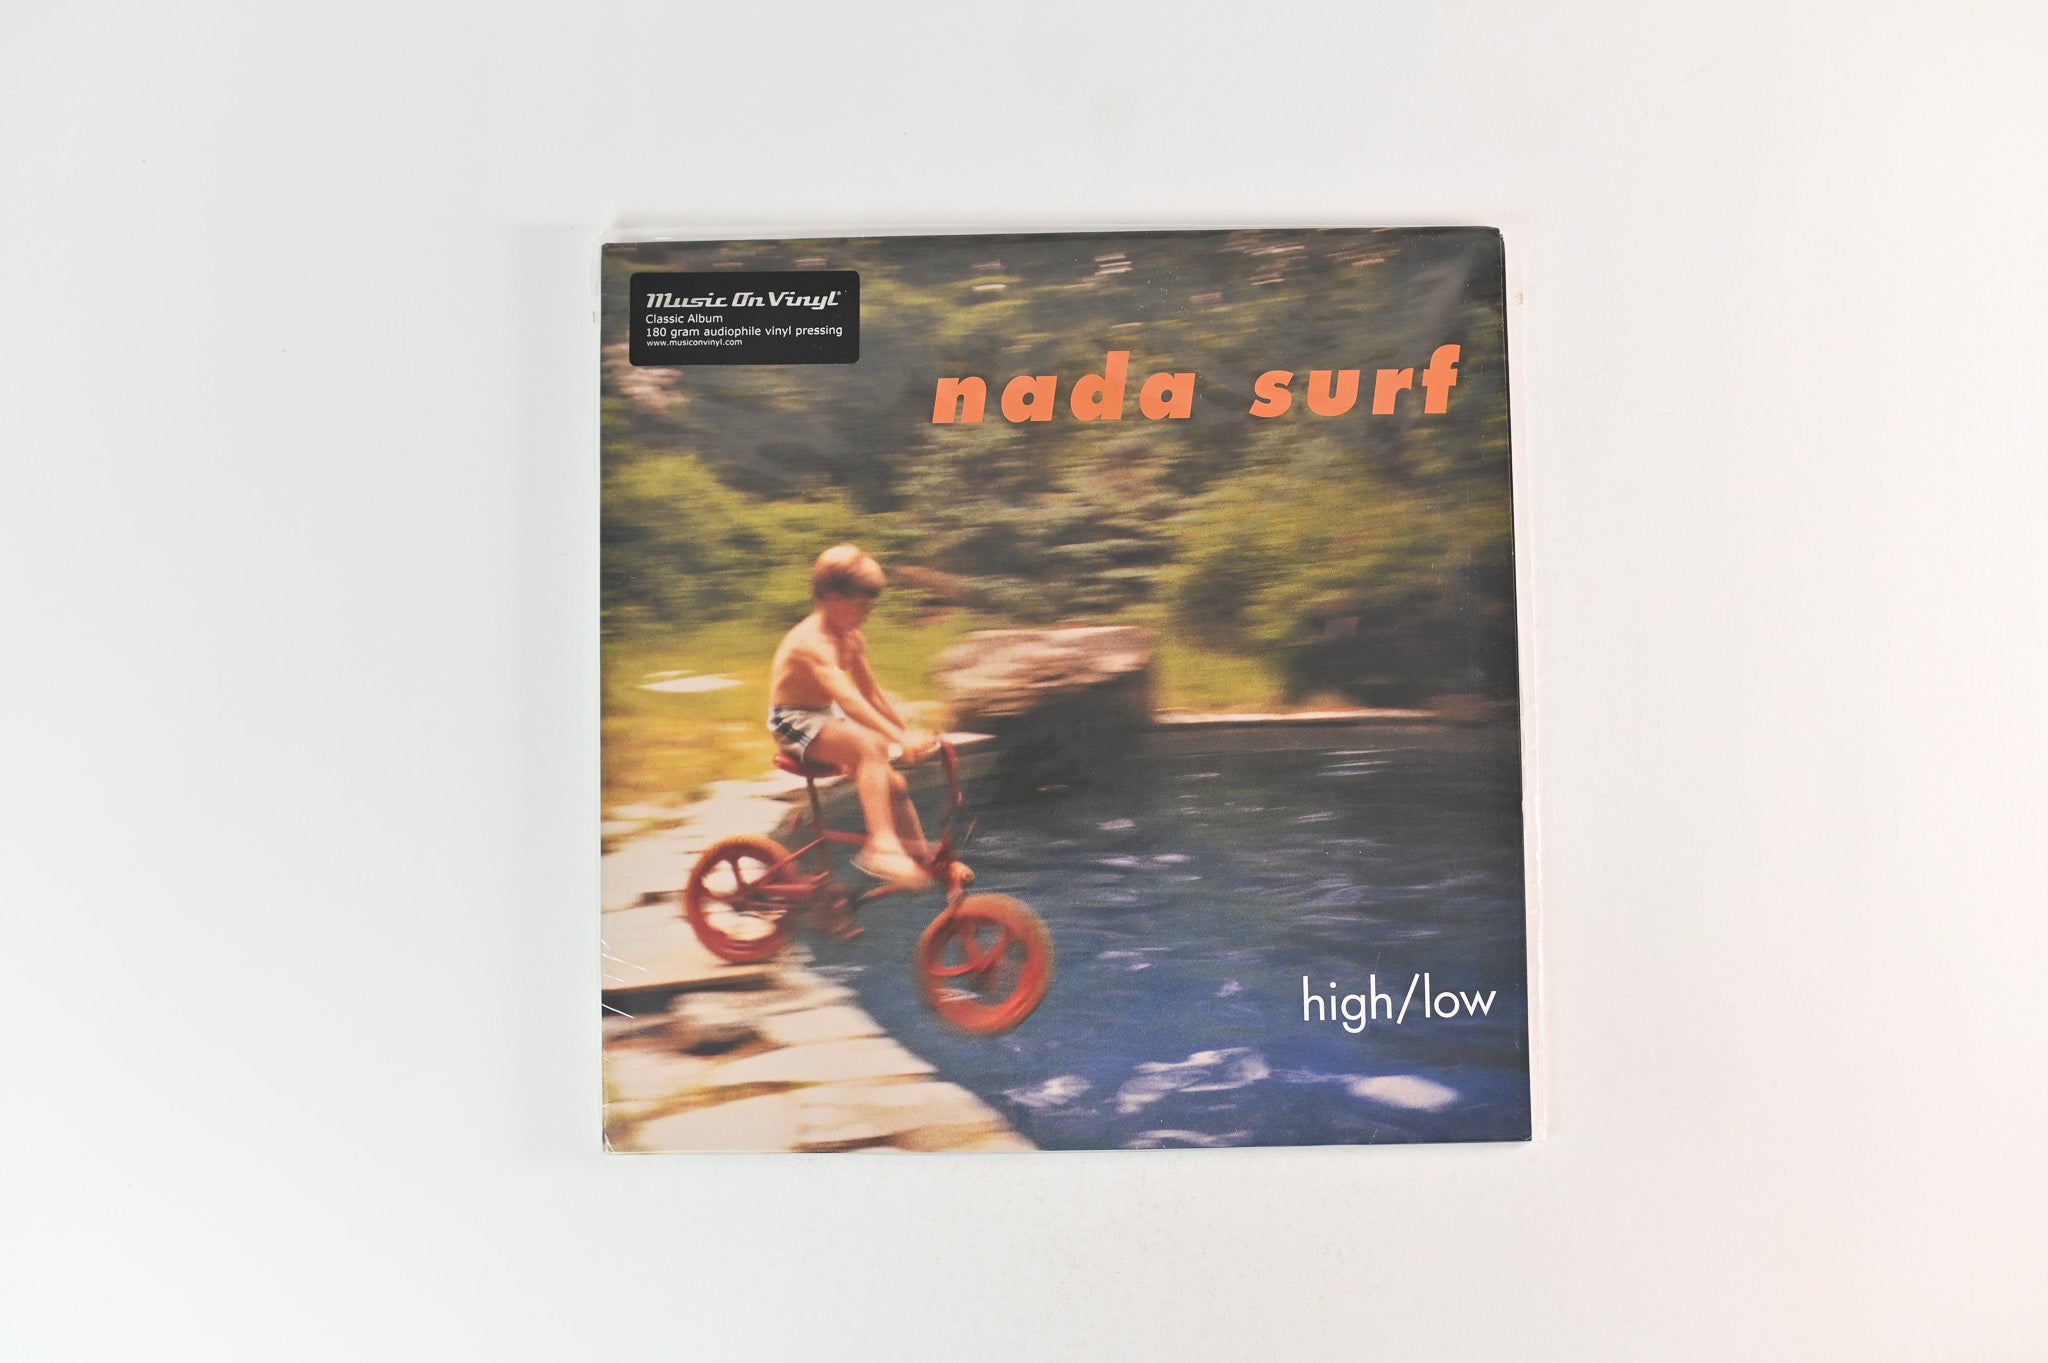 Music On Vinyl®
Classic Album
180 gram audiophile vinyl pressing
www.musiconvinyl.com
nada surf
high/low